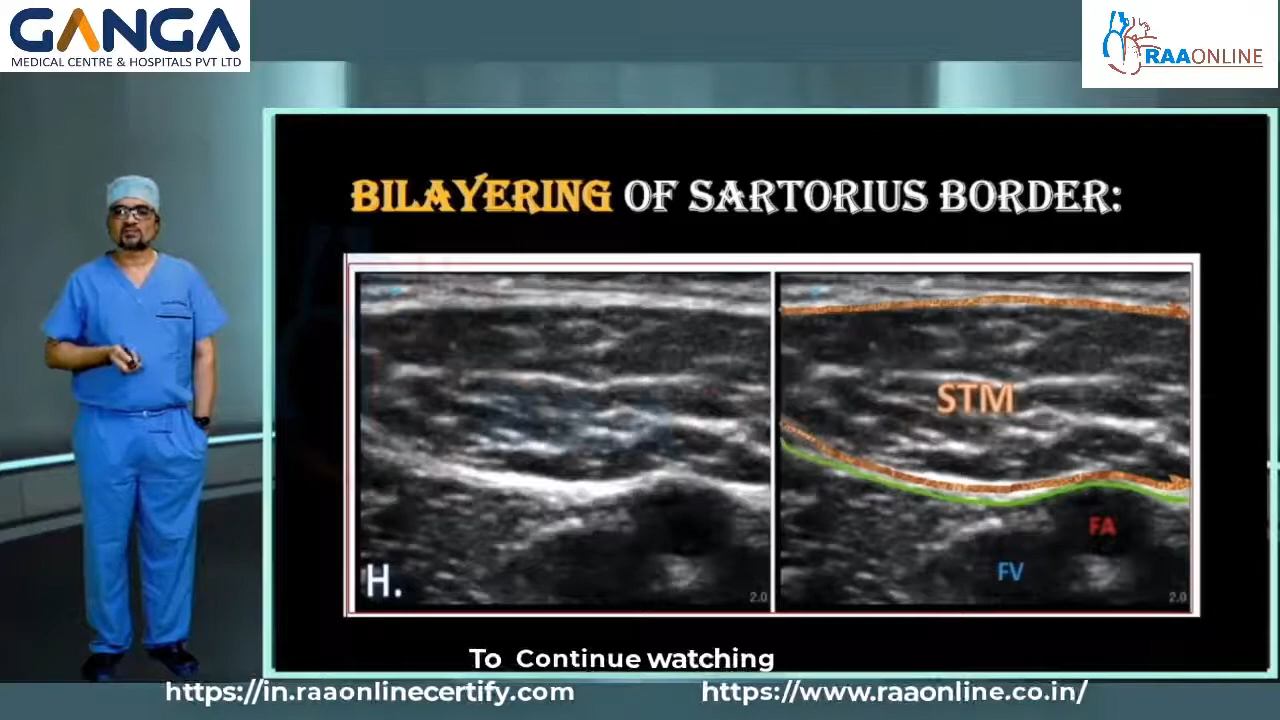 GANGA
MEDICAL CENTRE & HOSPITALS PVT LTD
RAAONLINE
BILAYERING OF SARTORIUS BORDER:
STM
FA
FV
H.
2.0
2.0
To Continue watching
https://in.raaonlinecertify.com
https://www.raaonline.co.in/